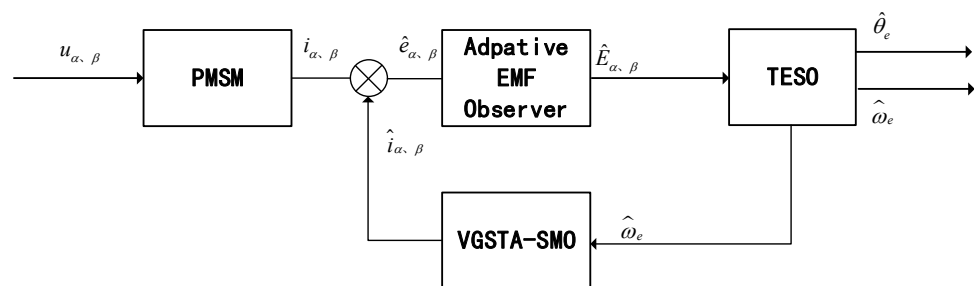 u_{α、β}
PMSM
i_{α、β}
ê_{α、β}
Adpative
EMF
Observer
Ê_{α、β}
TESO
θ̂_e
ω̂_e
î_{α、β}
VGSTA-SMO
ω̂_e